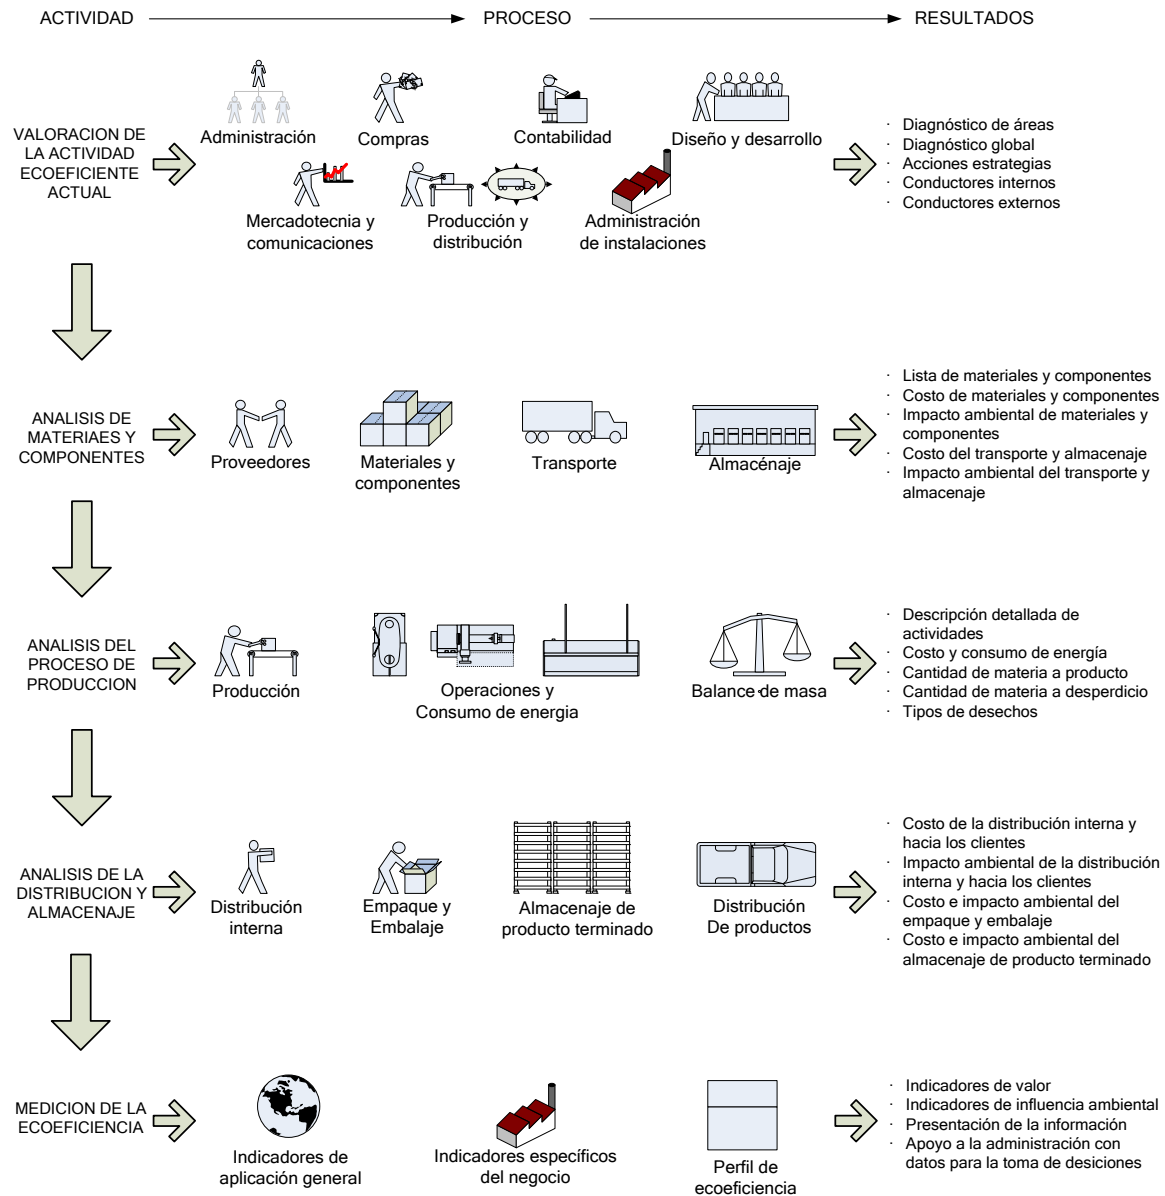 ACTIVIDAD PROCESO RESULTADOS
VALORACION DE
LA ACTIVIDAD
ECOEFICIENTE
ACTUAL
Administración
Compras
Contabilidad
Diseño y desarrollo
Mercadotecnia y
comunicaciones
Producción y
distribución
Administración
de instalaciones
· Diagnóstico de áreas
· Diagnóstico global
· Acciones estrategias
· Conductores internos
· Conductores externos
ANALISIS DE
MATERIAES Y
COMPONENTES
Proveedores
Materiales y
componentes
Transporte
Almacénaje
· Lista de materiales y componentes
· Costo de materiales y componentes
· Impacto ambiental de materiales y
componentes
· Costo del transporte y almacenaje
· Impacto ambiental del transporte y
almacenaje
ANALISIS DEL
PROCESO DE
PRODUCCION
Producción
Operaciones y
Consumo de energia
Balance de masa
· Descripción detallada de
actividades
· Costo y consumo de energía
· Cantidad de materia a producto
· Cantidad de materia a desperdicio
· Tipos de desechos
ANALISIS DE LA
DISTRIBUCION Y
ALMACENAJE
Distribución
interna
Empaque y
Embalaje
Almacenaje de
producto terminado
Distribución
De productos
· Costo de la distribución interna y
hacia los clientes
· Impacto ambiental de la distribución
interna y hacia los clientes
· Costo e impacto ambiental del
empaque y embalaje
· Costo e impacto ambiental del
almacenaje de producto terminado
MEDICION DE LA
ECOEFICIENCIA
Indicadores de
aplicación general
Indicadores específicos
del negocio
Perfil de
ecoeficiencia
· Indicadores de valor
· Indicadores de influencia ambiental
· Presentación de la información
· Apoyo a la administración con
datos para la toma de desiciones